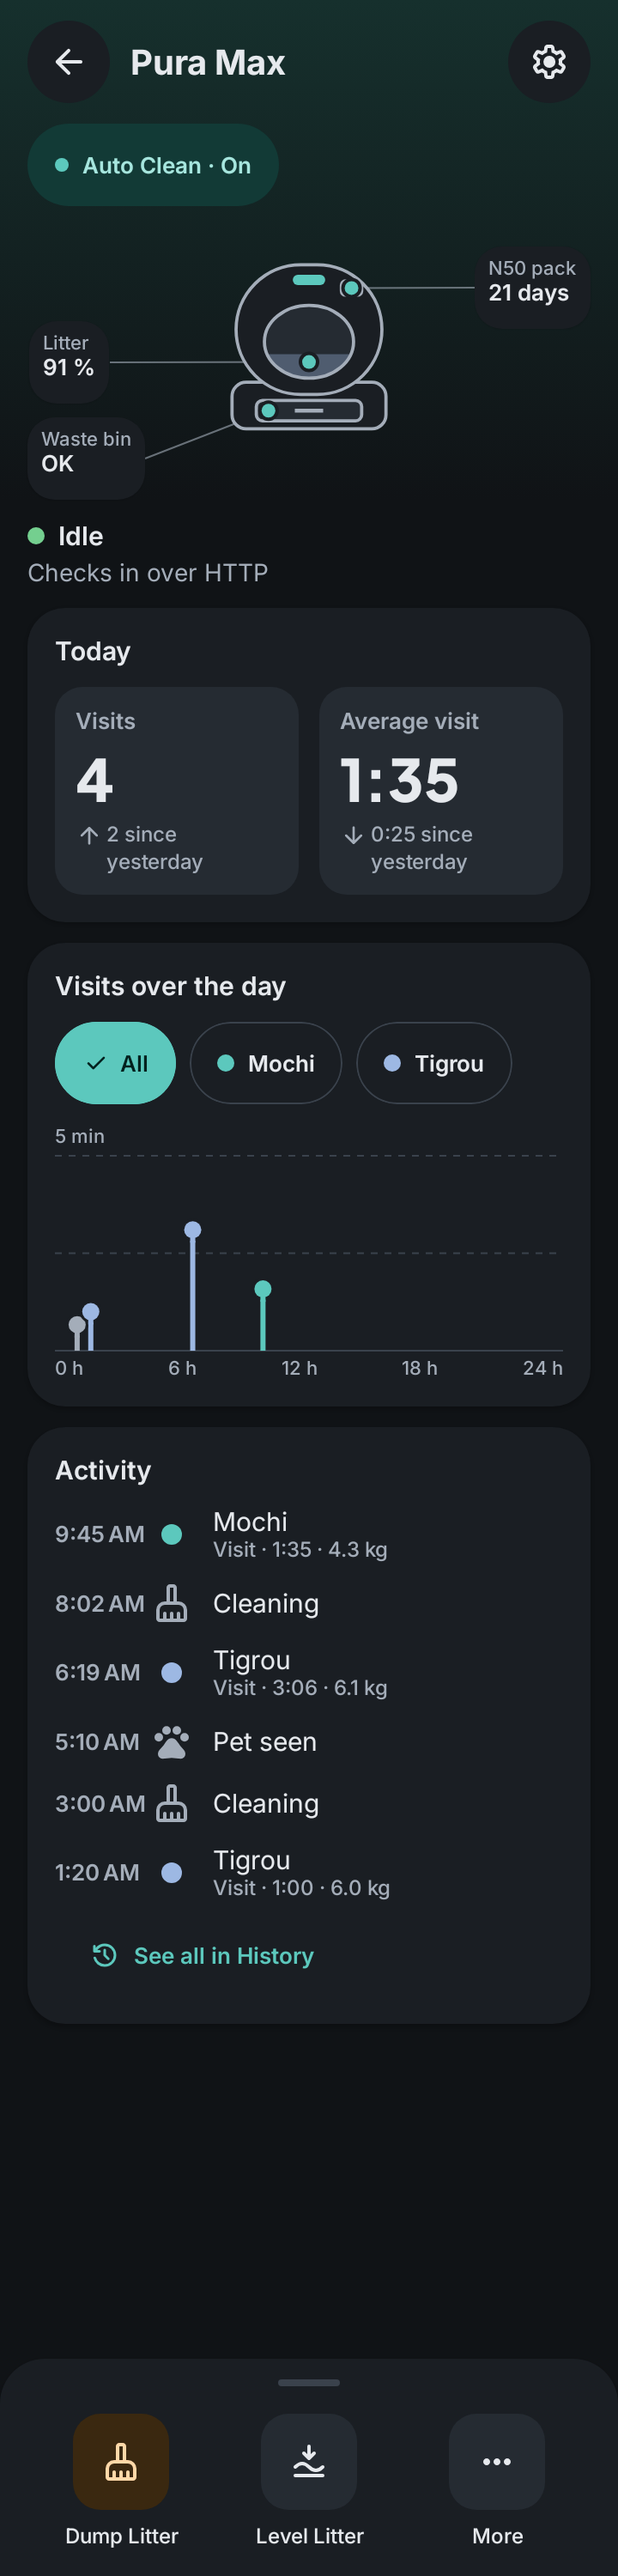 Pura Max
Auto Clean · On
N50 pack
21 days
Litter
91 %
Waste bin
OK
Idle
Checks in over HTTP
Today
Visits
4
2 since
yesterday
Average visit
1:35
0:25 since
yesterday
Visits over the day
All
Mochi
Tigrou
5 min
0 h 6 h 12 h 18 h 24 h
Activity
9:45 AM Mochi
Visit · 1:35 · 4.3 kg
8:02 AM Cleaning
6:19 AM Tigrou
Visit · 3:06 · 6.1 kg
5:10 AM Pet seen
3:00 AM Cleaning
1:20 AM Tigrou
Visit · 1:00 · 6.0 kg
See all in History
Dump Litter
Level Litter
More